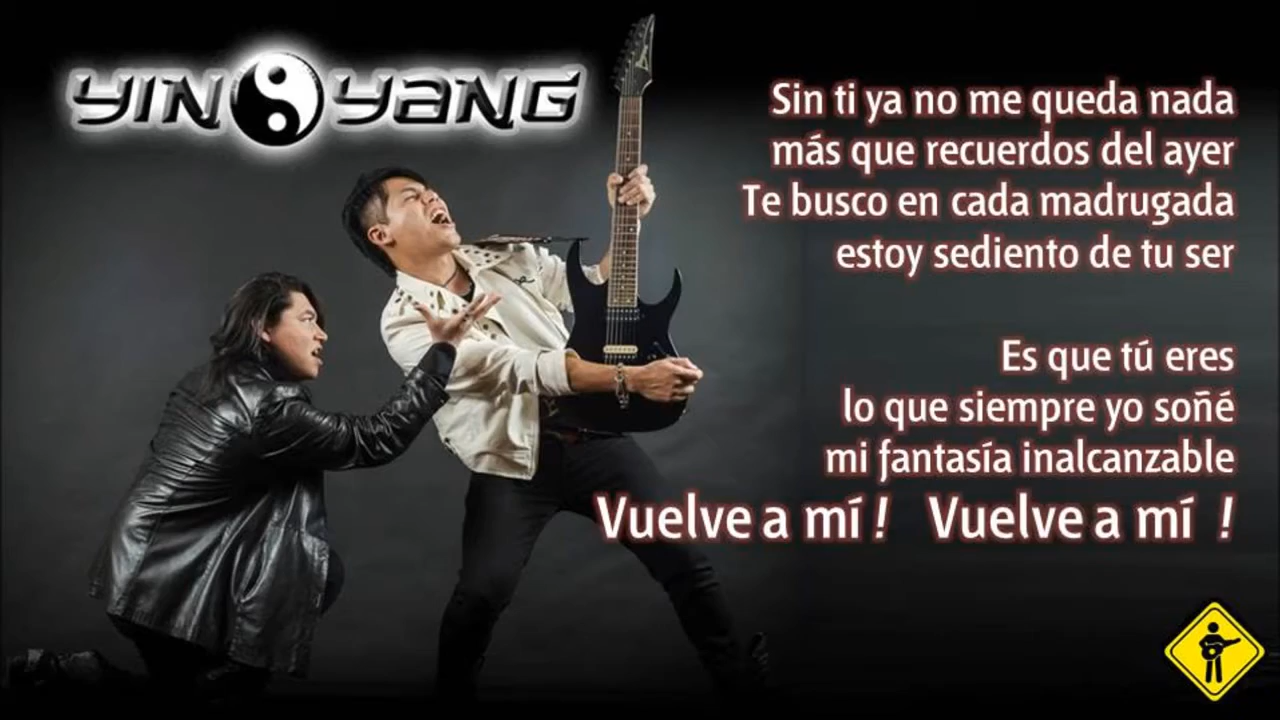 YIN YANG
Sin ti ya no me queda nada
más que recuerdos del ayer
Te busco en cada madrugada
estoy sediento de tu ser
Es que tú eres
lo que siempre yo soñé
mi fantasía inalcanzable
Vuelve a mí ! Vuelve a mí !